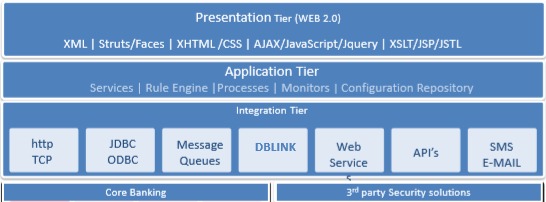 Presentation Tier (WEB 2.0)
XML | Struts/Faces | XHTML /CSS | AJAX/JavaScript/Jquery | XSLT/JSP/JSTL
Application Tier
Services | Rule Engine |Processes | Monitors | Configuration Repository
Integration Tier
http
TCP
JDBC
ODBC
Message
Queues
DBLINK
Web
Service
s
API's
SMS
E-MAIL
Core Banking
3rd party Security solutions